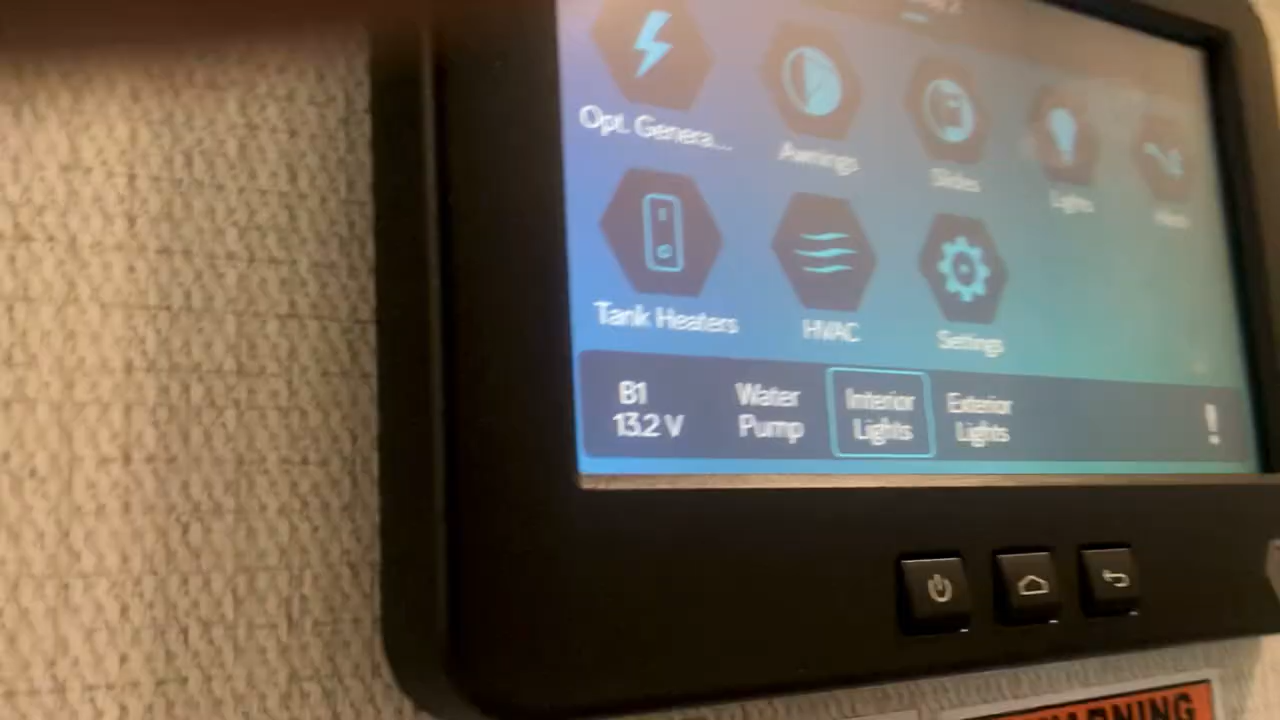 Opt. Genera...
Awnings
Slides
Lights
Tank Heaters
HVAC
Settings
B1
13.2 V
Water
Pump
Interior
Lights
Exterior
Lights
!
WARNING